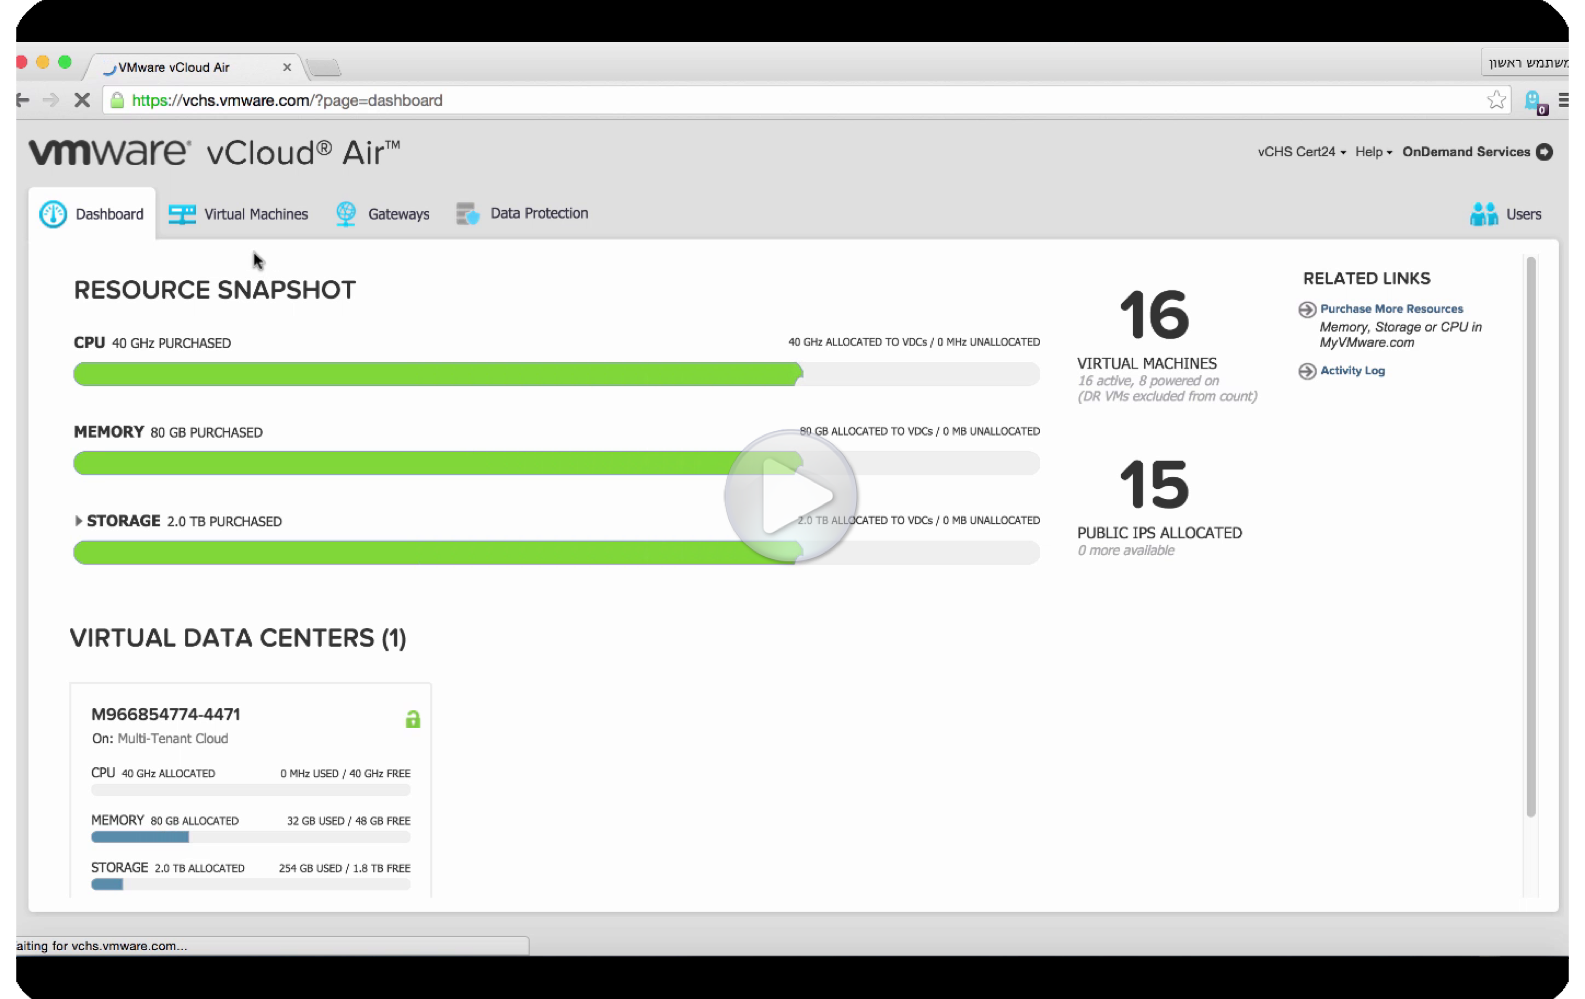 VMware vCloud Air
משתמש ראשון
https://vchs.vmware.com/?page=dashboard
0
vmware® vCloud® Air™
vCHS Cert24 Help OnDemand Services
Dashboard Virtual Machines Gateways Data Protection Users
RESOURCE SNAPSHOT
CPU 40 GHz PURCHASED
40 GHz ALLOCATED TO VDCs / 0 MHz UNALLOCATED
MEMORY 80 GB PURCHASED
80 GB ALLOCATED TO VDCs / 0 MB UNALLOCATED
STORAGE 2.0 TB PURCHASED
2.0 TB ALLOCATED TO VDCs / 0 MB UNALLOCATED
16
VIRTUAL MACHINES
16 active, 8 powered on
(DR VMs excluded from count)
15
PUBLIC IPS ALLOCATED
0 more available
RELATED LINKS
Purchase More Resources
Memory, Storage or CPU in
MyVMware.com
Activity Log
VIRTUAL DATA CENTERS (1)
M966854774-4471
On: Multi-Tenant Cloud
CPU 40 GHz ALLOCATED 0 MHz USED / 40 GHz FREE
MEMORY 80 GB ALLOCATED 32 GB USED / 48 GB FREE
STORAGE 2.0 TB ALLOCATED 254 GB USED / 1.8 TB FREE
aiting for vchs.vmware.com...